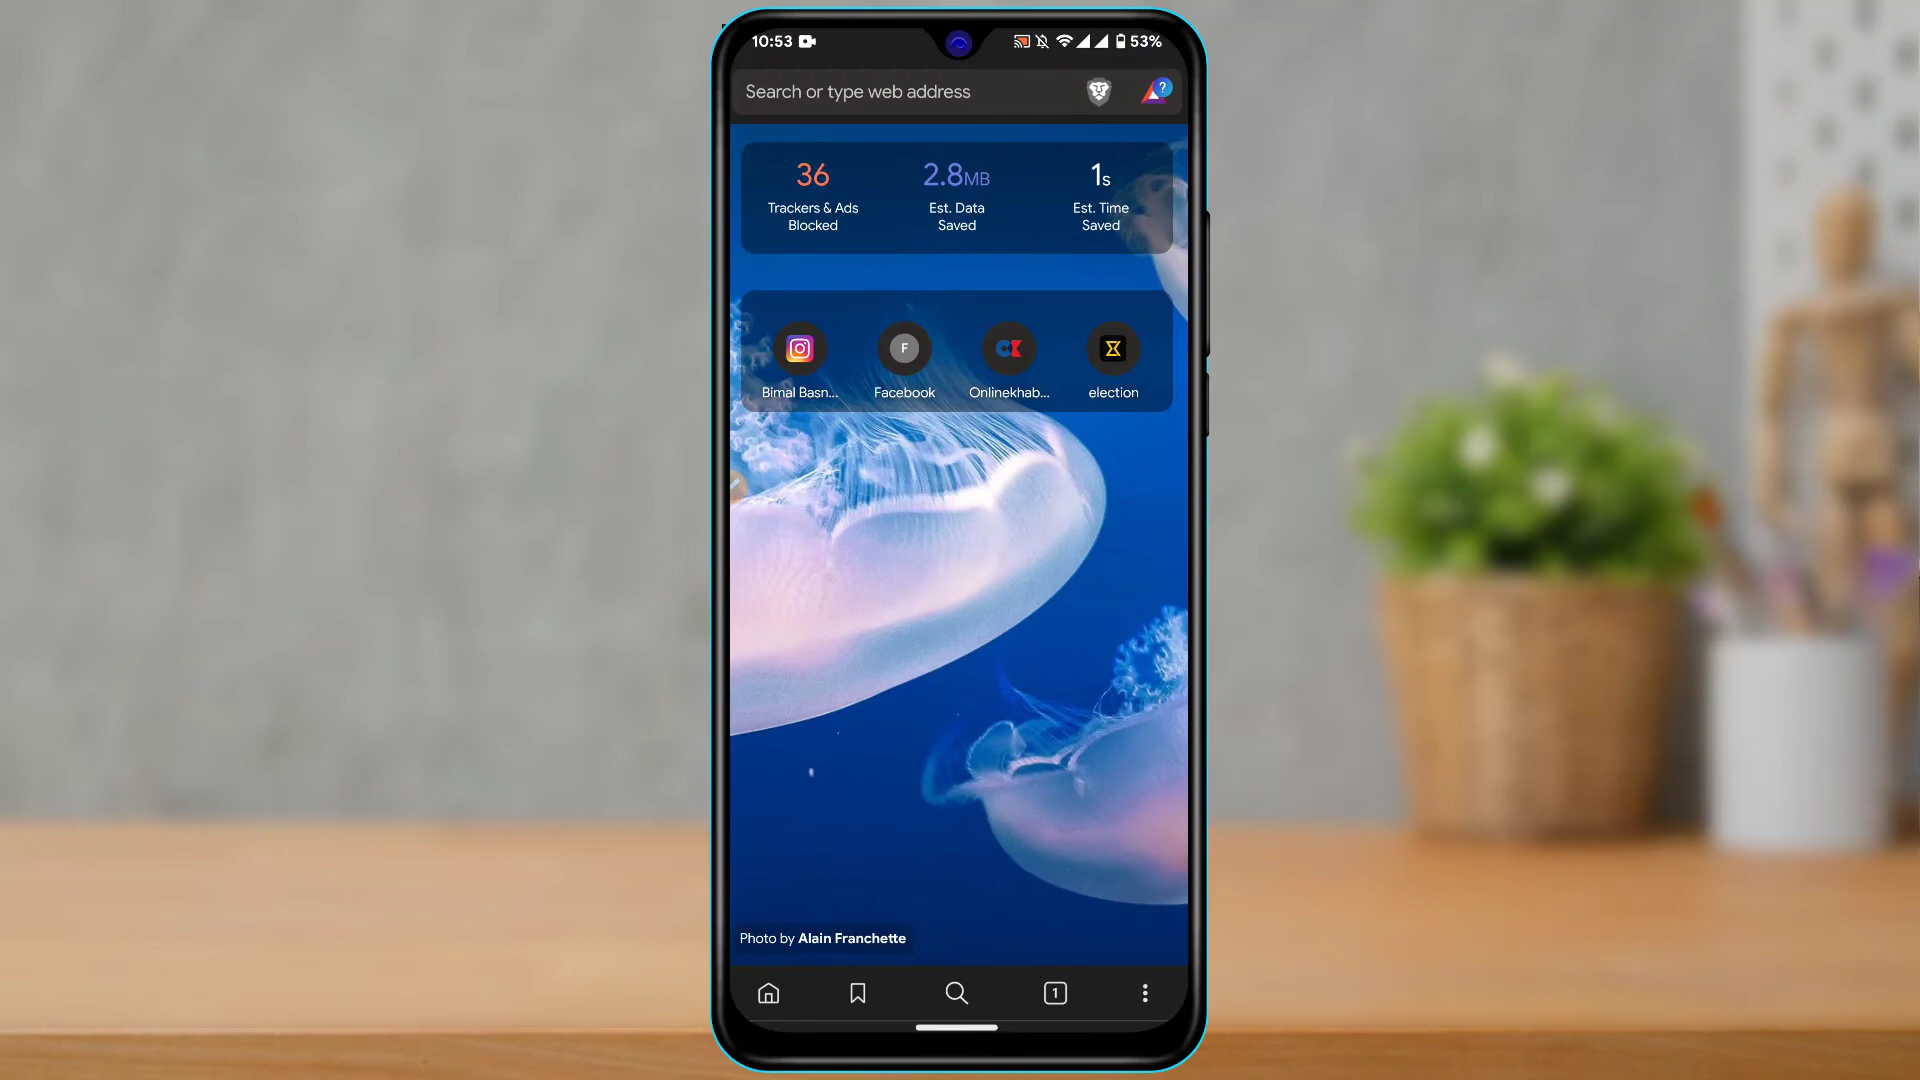 10:53
53%
Search or type web address
?
36
2.8MB
1s
Trackers & Ads
Blocked
Est. Data
Saved
Est. Time
Saved
F
Bimal Basn...
Facebook
Onlinekhab...
election
Photo by Alain Franchette
1